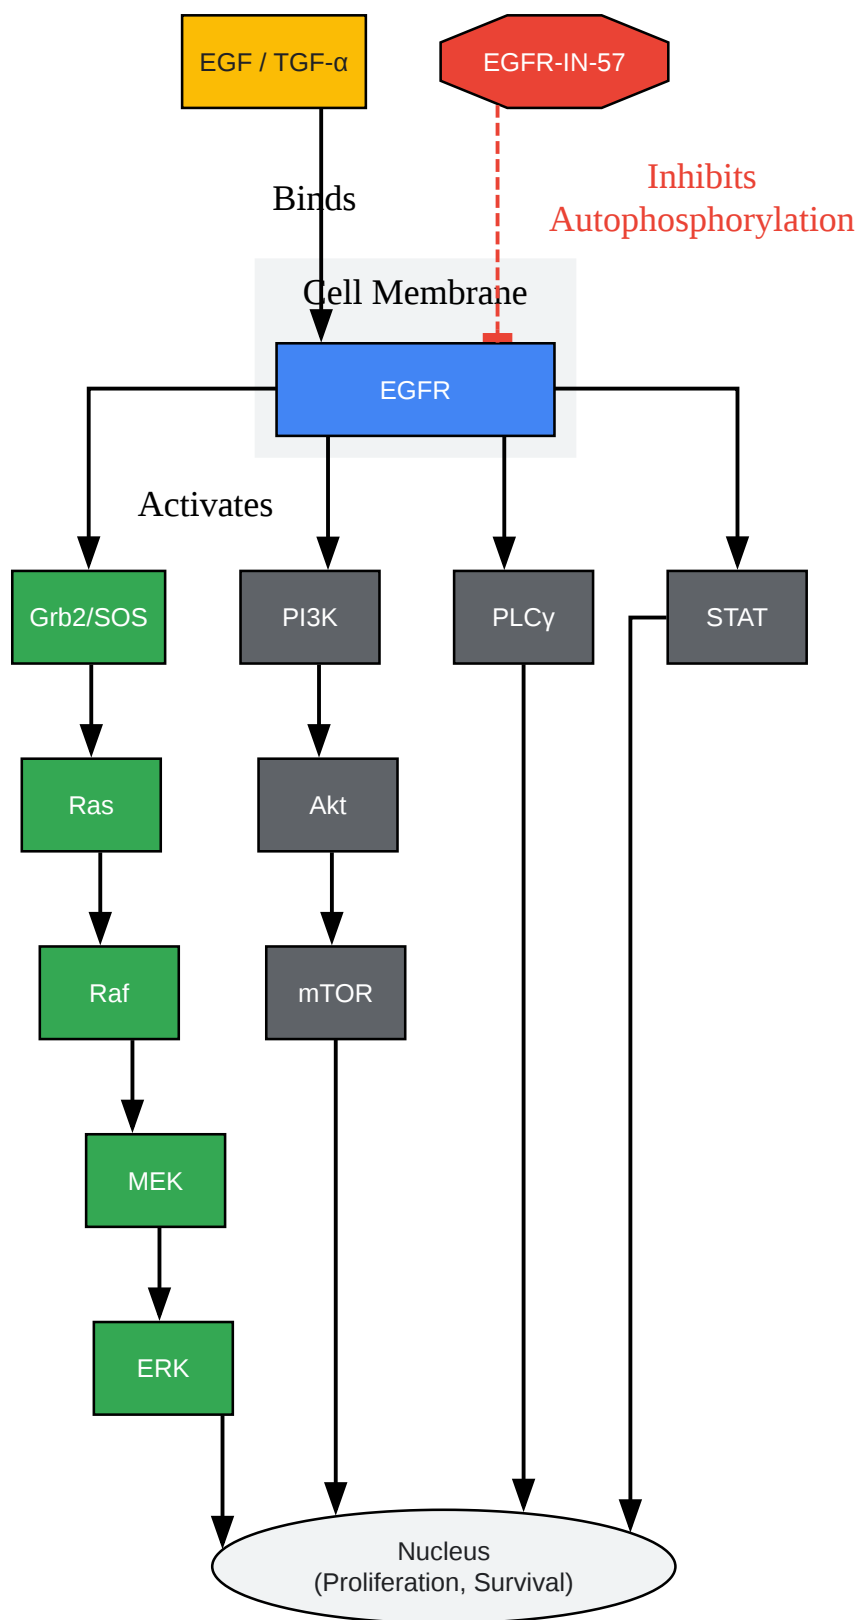 EGF / TGF-α
EGFR-IN-57
Binds
Inhibits
Autophosphorylation
Cell Membrane
EGFR
Activates
Grb2/SOS
PI3K
PLCγ
STAT
Ras
Akt
Raf
mTOR
MEK
ERK
Nucleus
(Proliferation, Survival)